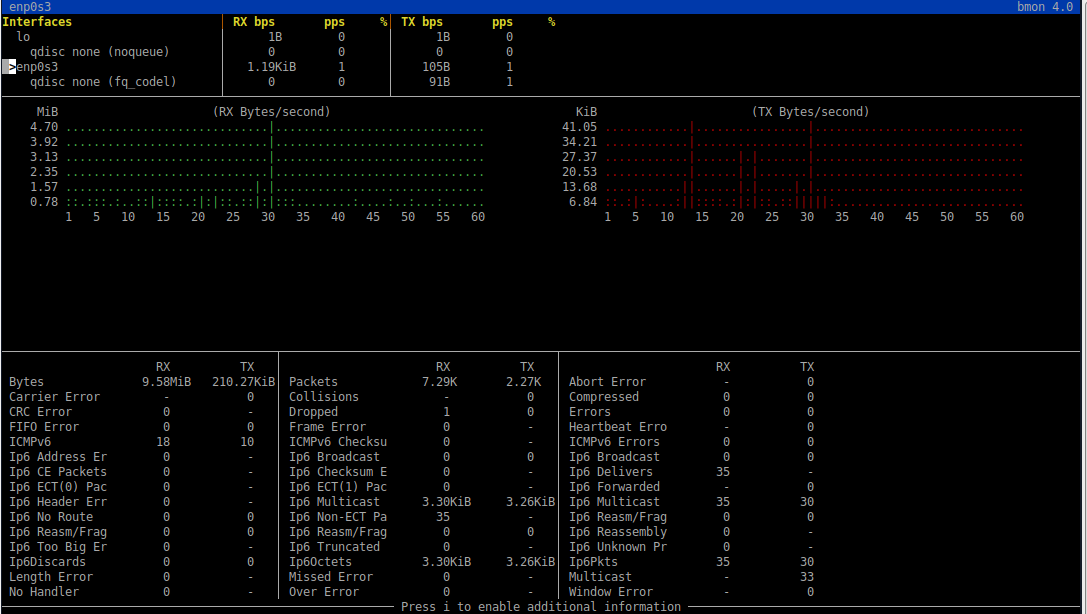 enp0s3 bmon 4.0
Interfaces RX bps pps % TX bps pps %
lo 1B 0 1B 0
qdisc none (noqueue) 0 0 0 0
>enp0s3 1.19KiB 1 105B 1
qdisc none (fq_codel) 0 0 91B 1
MiB (RX Bytes/second) KiB (TX Bytes/second)
4.70 41.05
3.92 34.21
3.13 27.37
2.35 20.53
1.57 13.68
0.78 6.84
1 5 10 15 20 25 30 35 40 45 50 55 60 1 5 10 15 20 25 30 35 40 45 50 55 60
RX TX RX TX RX TX
Bytes 9.58MiB 210.27KiB Packets 7.29K 2.27K Abort Error - 0
Carrier Error - 0 Collisions - 0 Compressed 0 0
CRC Error 0 - Dropped 1 0 Errors 0 0
FIFO Error 0 0 Frame Error 0 - Heartbeat Erro - 0
ICMPv6 18 10 ICMPv6 Checksu 0 - ICMPv6 Errors 0 0
Ip6 Address Er 0 - Ip6 Broadcast 0 0 Ip6 Broadcast 0 0
Ip6 CE Packets 0 - Ip6 Checksum E 0 - Ip6 Delivers 35 -
Ip6 ECT(0) Pac 0 - Ip6 ECT(1) Pac 0 - Ip6 Forwarded - 0
Ip6 Header Err 0 - Ip6 Multicast 3.30KiB 3.26KiB Ip6 Multicast 35 30
Ip6 No Route 0 0 Ip6 Non-ECT Pa 35 - Ip6 Reasm/Frag 0 0
Ip6 Reasm/Frag 0 0 Ip6 Reasm/Frag 0 0 Ip6 Reassembly 0 -
Ip6 Too Big Er 0 - Ip6 Truncated 0 - Ip6 Unknown Pr 0 -
Ip6Discards 0 0 Ip6Octets 3.30KiB 3.26KiB Ip6Pkts 35 30
Length Error 0 - Missed Error 0 - Multicast - 33
No Handler 0 - Over Error 0 - Window Error - 0
Press i to enable additional information